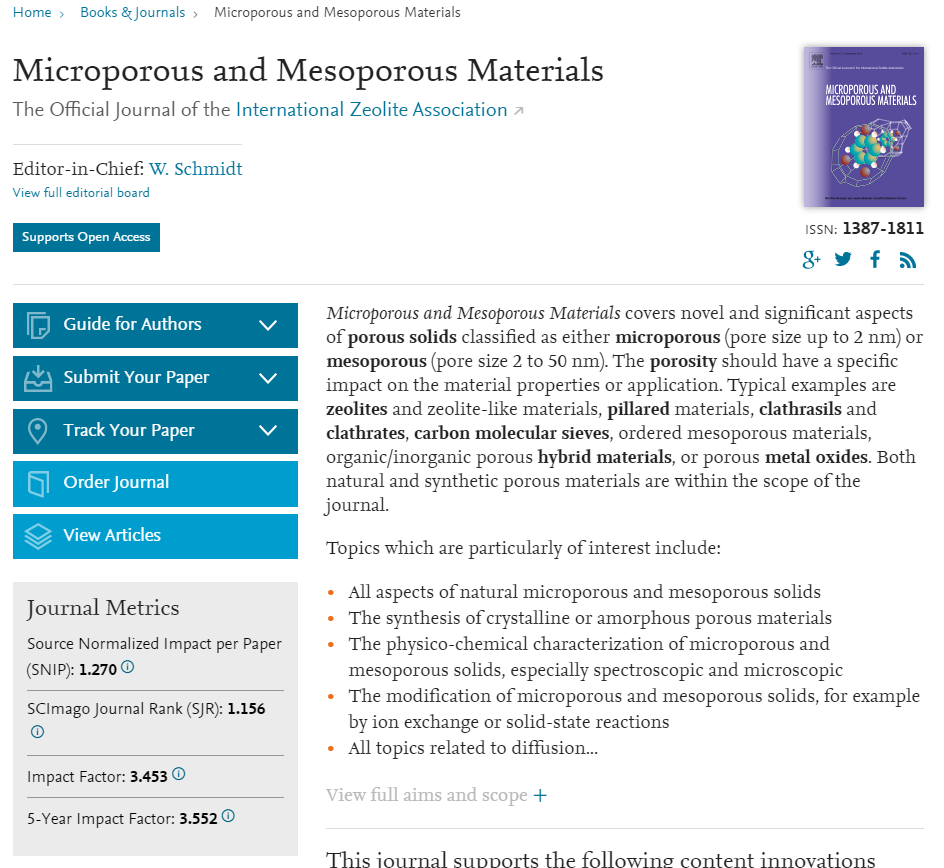 Home › Books & Journals › Microporous and Mesoporous Materials
Microporous and Mesoporous Materials
The Official Journal of the International Zeolite Association
Editor-in-Chief: W. Schmidt
View full editorial board
Supports Open Access
MICROPOROUS AND
MESOPOROUS MATERIALS
ISSN: 1387-1811
Guide for Authors
Submit Your Paper
Track Your Paper
Order Journal
View Articles
Journal Metrics
Source Normalized Impact per Paper
(SNIP): 1.270
SCImago Journal Rank (SJR): 1.156
Impact Factor: 3.453
5-Year Impact Factor: 3.552
Microporous and Mesoporous Materials covers novel and significant aspects
of porous solids classified as either microporous (pore size up to 2 nm) or
mesoporous (pore size 2 to 50 nm). The porosity should have a specific
impact on the material properties or application. Typical examples are
zeolites and zeolite-like materials, pillared materials, clathrasils and
clathrates, carbon molecular sieves, ordered mesoporous materials,
organic/inorganic porous hybrid materials, or porous metal oxides. Both
natural and synthetic porous materials are within the scope of the
journal.
Topics which are particularly of interest include:
• All aspects of natural microporous and mesoporous solids
• The synthesis of crystalline or amorphous porous materials
• The physico-chemical characterization of microporous and
mesoporous solids, especially spectroscopic and microscopic
• The modification of microporous and mesoporous solids, for example
by ion exchange or solid-state reactions
• All topics related to diffusion...
View full aims and scope +
This journal supports the following content innovations